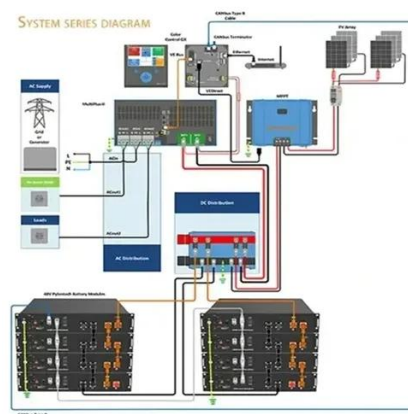 SYSTEM SERIES DIAGRAM
CANbus Type B
Cable
Color
Control GX
CANbus Terminator
VE Bus
Ethernet
Internet
PV Array
AC Supply
Grid
or
Generator
MultiPlus-II
VE.Direct
MPPT
L
PE
N
ACin
ACout1
Loads
ACout2
AC Distribution
DC Distribution
48V Pylontech Battery Modules